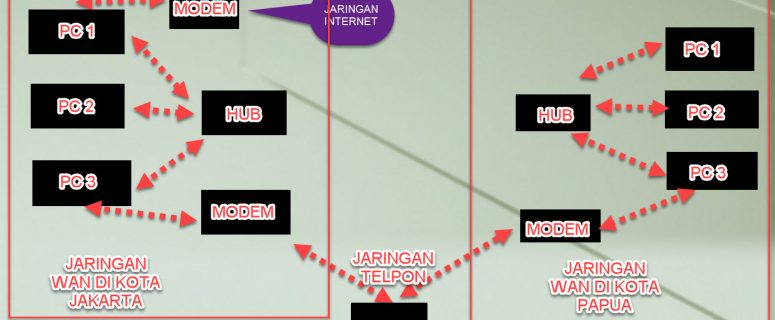 MODEM
JARINGAN
INTERNET
PC 1
PC 2
HUB
PC 3
MODEM
JARINGAN
WAN DI KOTA
JAKARTA
JARINGAN
TELPON
PC 1
HUB
PC 2
PC 3
MODEM
JARINGAN
WAN DI KOTA
PAPUA